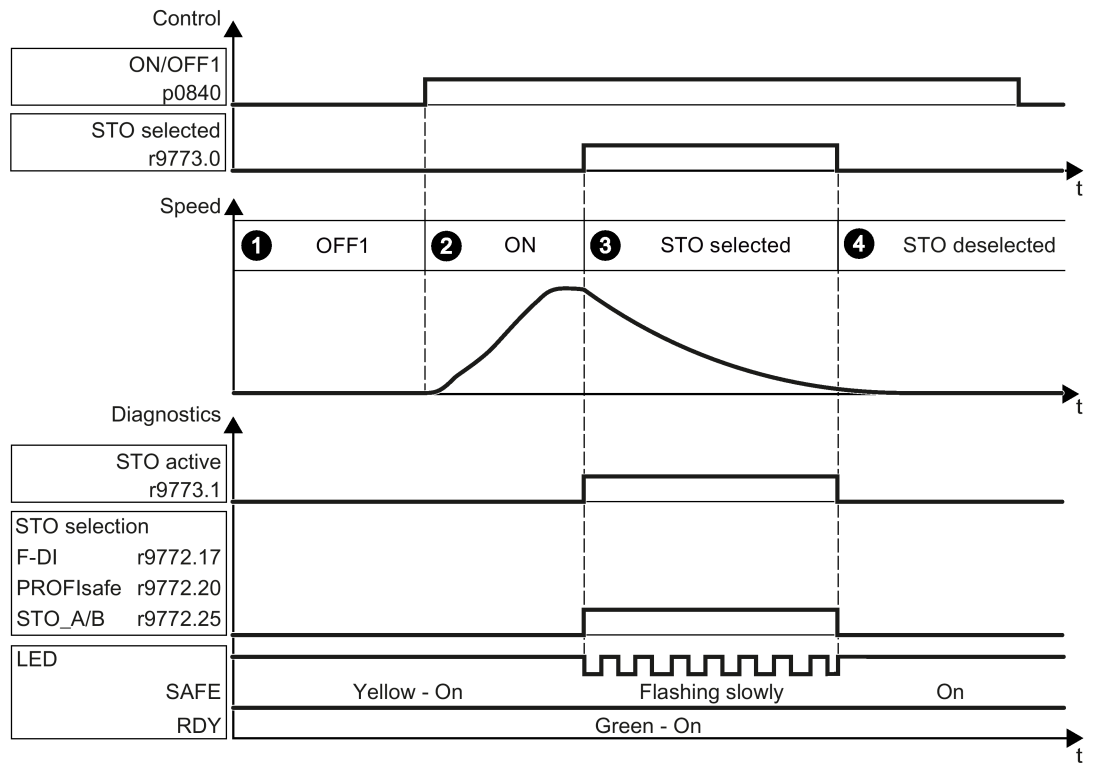 Control
ON/OFF1
p0840
STO selected
r9773.0
t
Speed
1 OFF1 2 ON 3 STO selected 4 STO deselected
t
Diagnostics
STO active
r9773.1
STO selection
F-DI r9772.17
PROFIsafe r9772.20
STO_A/B r9772.25
LED
SAFE Yellow - On Flashing slowly On
RDY Green - On
t